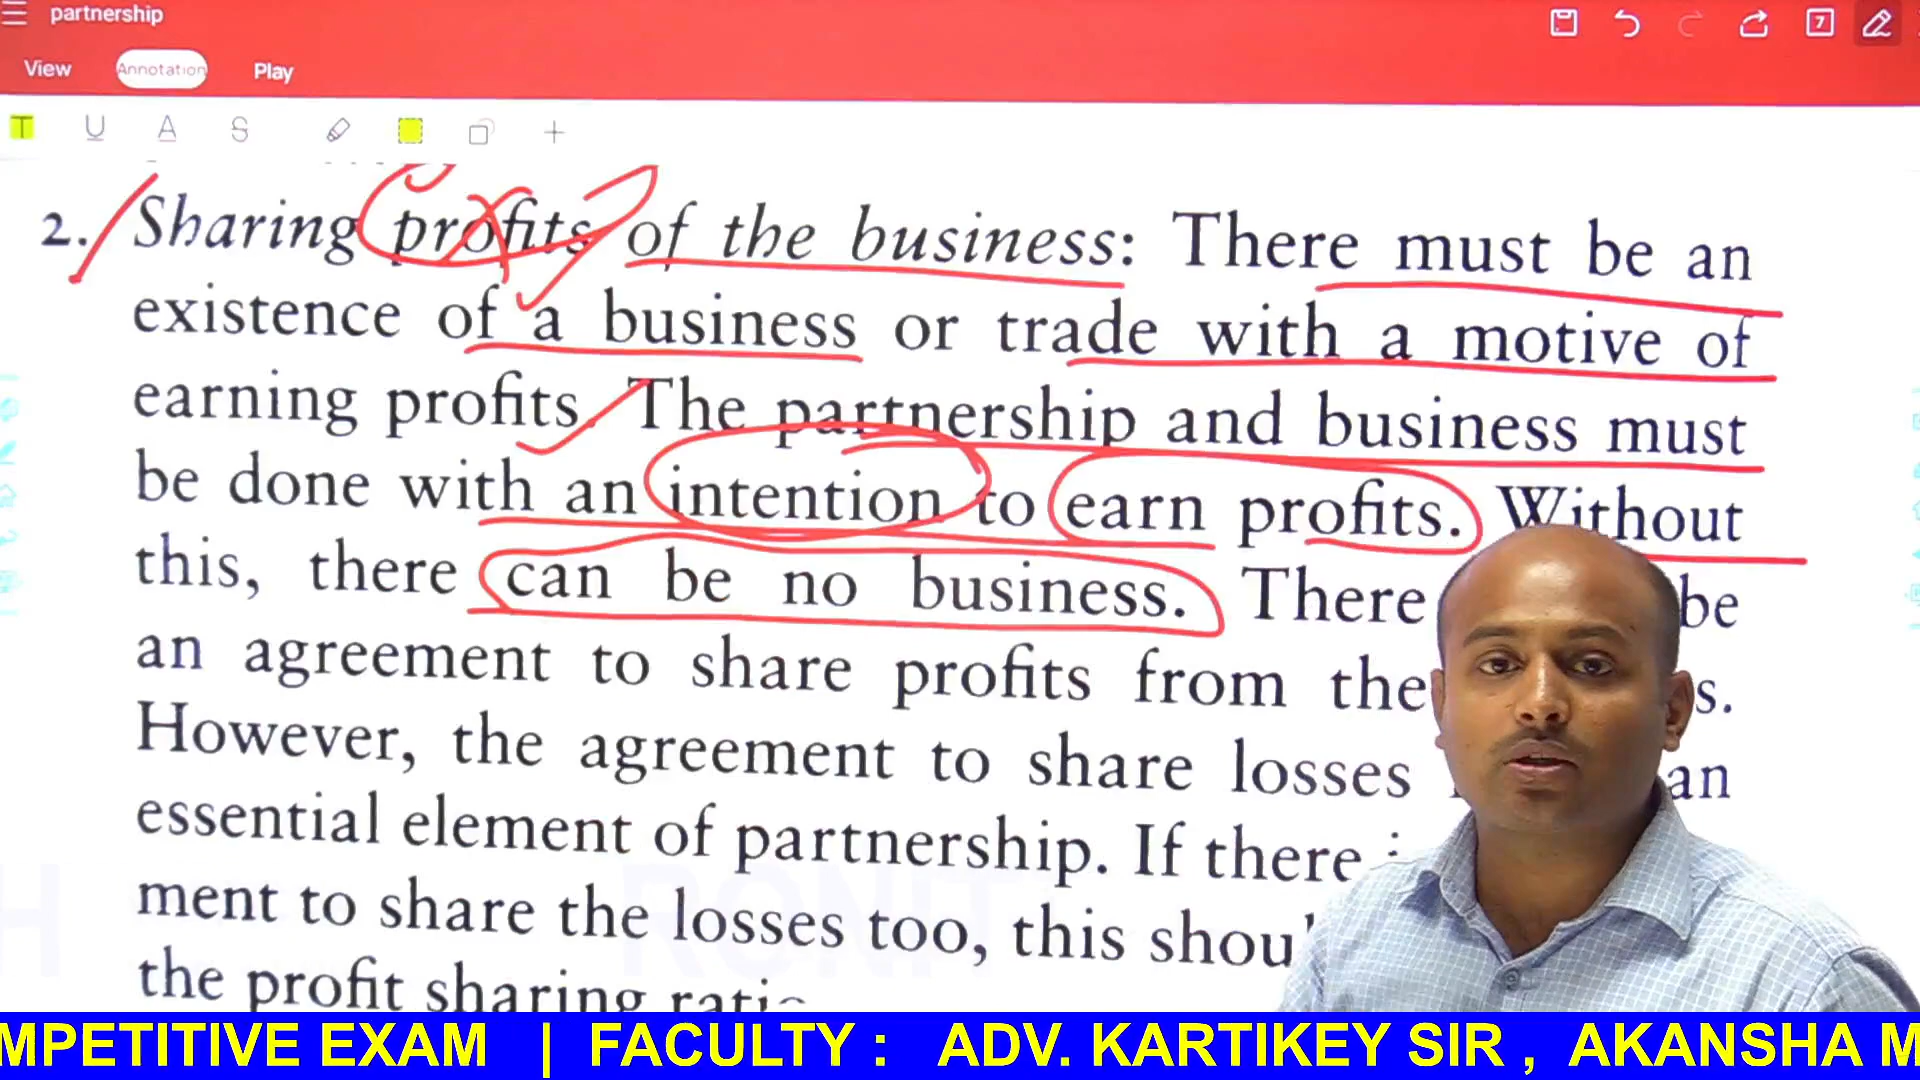 partnership
7
View Annotation Play
T U A S
2. Sharing profits of the business: There must be an
existence of a business or trade with a motive of
earning profits. The partnership and business must
be done with an intention to earn profits. Without
this, there can be no business. There be
an agreement to share profits from the s.
However, the agreement to share losses an
essential element of partnership. If there
ment to share the losses too, this shou
the profit sharing ratio
MPETITIVE EXAM | FACULTY : ADV. KARTIKEY SIR , AKANSHA M